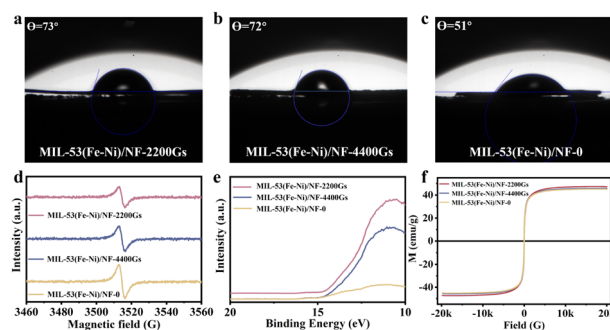 a
Θ=73°
MIL-53(Fe-Ni)/NF-2200Gs
b
Θ=72°
MIL-53(Fe-Ni)/NF-4400Gs
c
Θ=51°
MIL-53(Fe-Ni)/NF-0
d
Intensity (a.u.)
MIL-53(Fe-Ni)/NF-2200Gs
MIL-53(Fe-Ni)/NF-4400Gs
MIL-53(Fe-Ni)/NF-0
3460 3480 3500 3520 3540 3560
Magnetic field (G)
e
Intensity (a.u.)
MIL-53(Fe-Ni)/NF-2200Gs
MIL-53(Fe-Ni)/NF-4400Gs
MIL-53(Fe-Ni)/NF-0
20 15 10
Binding Energy (eV)
f
M (emu/g)
MIL-53(Fe-Ni)/NF-2200Gs
MIL-53(Fe-Ni)/NF-4400Gs
MIL-53(Fe-Ni)/NF-0
40
0
-40
-20k -10k 0 10k 20k
Field (G)